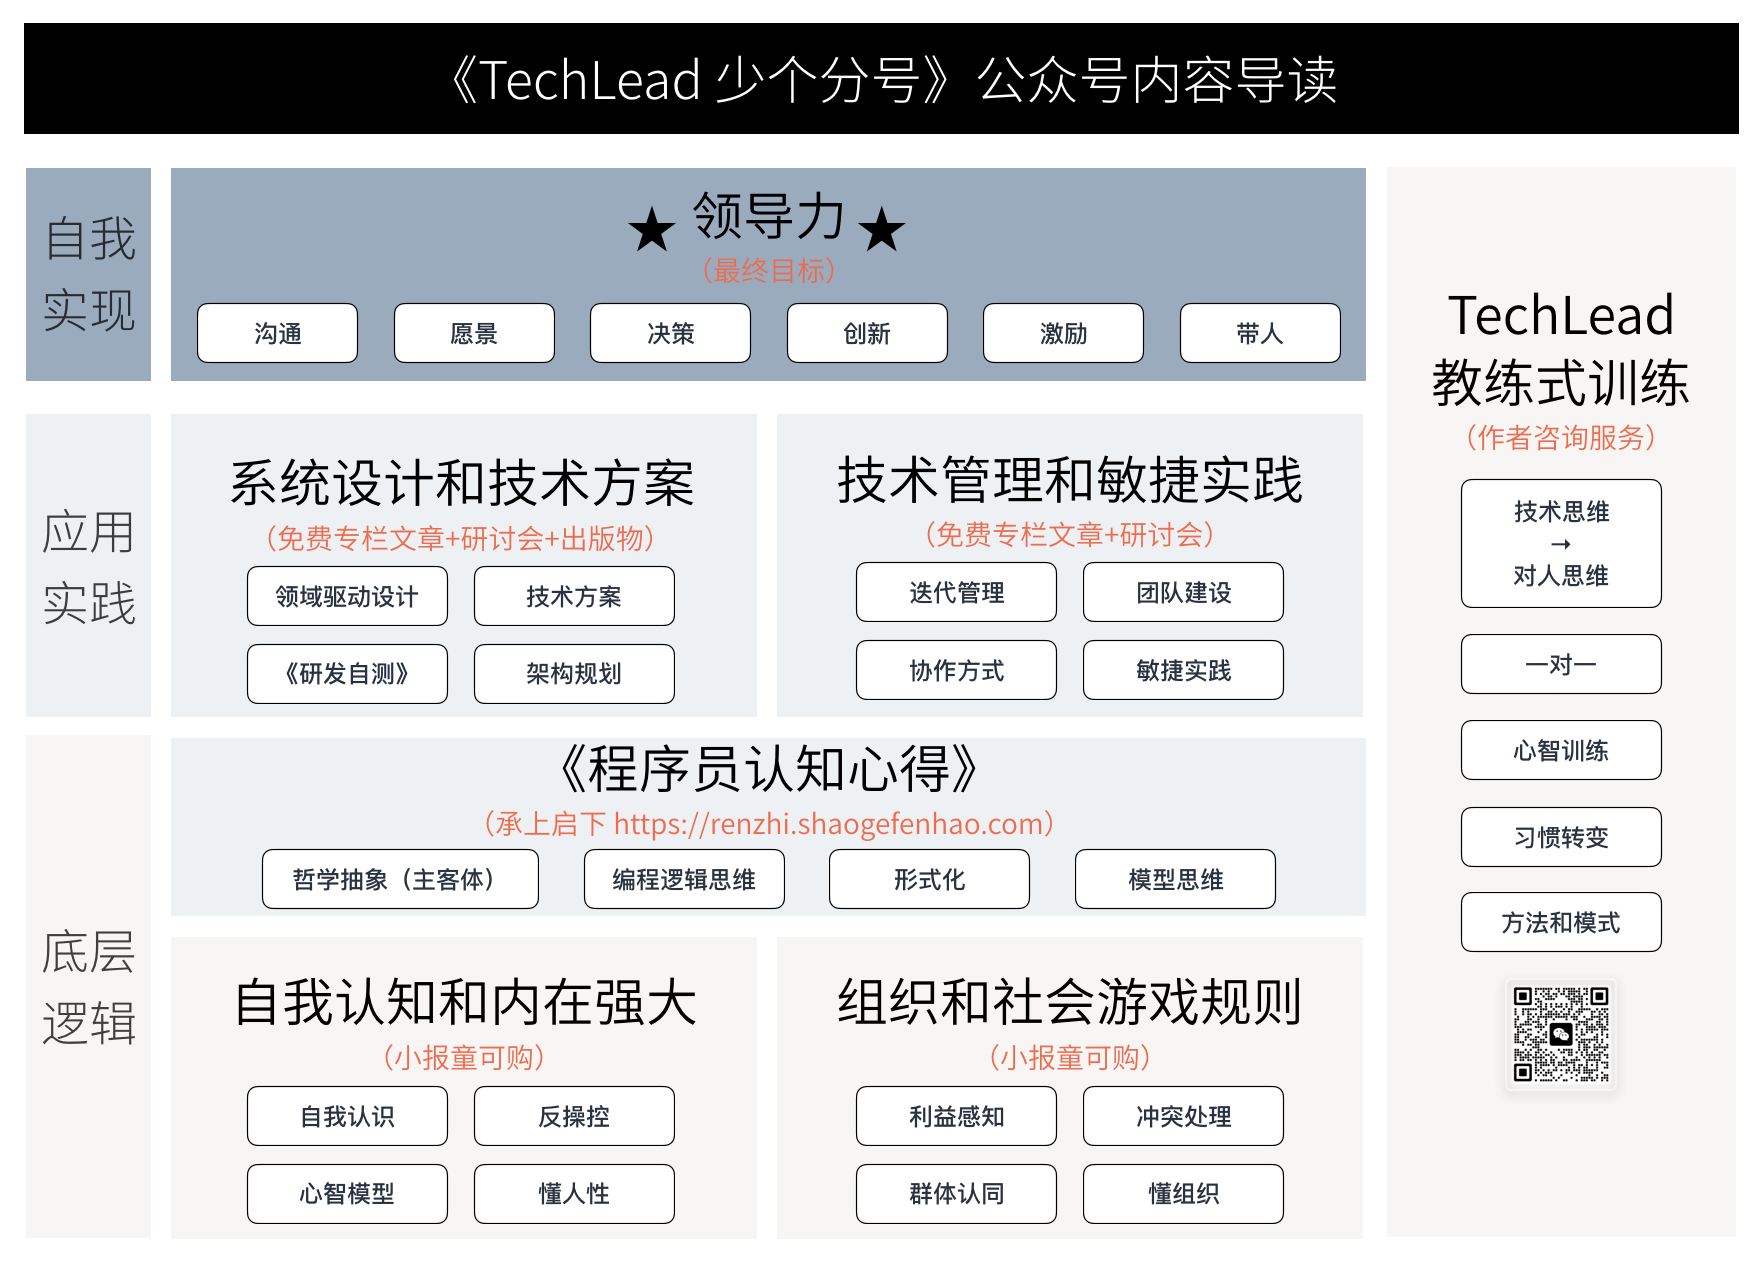 《TechLead 少个分号》公众号内容导读
自我
实现
★ 领导力 ★
（最终目标）
沟通
愿景
决策
创新
激励
带人
应用
实践
系统设计和技术方案
（免费专栏文章+研讨会+出版物）
领域驱动设计
技术方案
《研发自测》
架构规划
技术管理和敏捷实践
（免费专栏文章+研讨会）
迭代管理
团队建设
协作方式
敏捷实践
底层
逻辑
《程序员认知心得》
（承上启下 https://renzhi.shaogefenhao.com）
哲学抽象（主客体）
编程逻辑思维
形式化
模型思维
自我认知和内在强大
（小报童可购）
自我认识
反操控
心智模型
懂人性
组织和社会游戏规则
（小报童可购）
利益感知
冲突处理
群体认同
懂组织
TechLead
教练式训练
（作者咨询服务）
技术思维
→
对人思维
一对一
心智训练
习惯转变
方法和模式